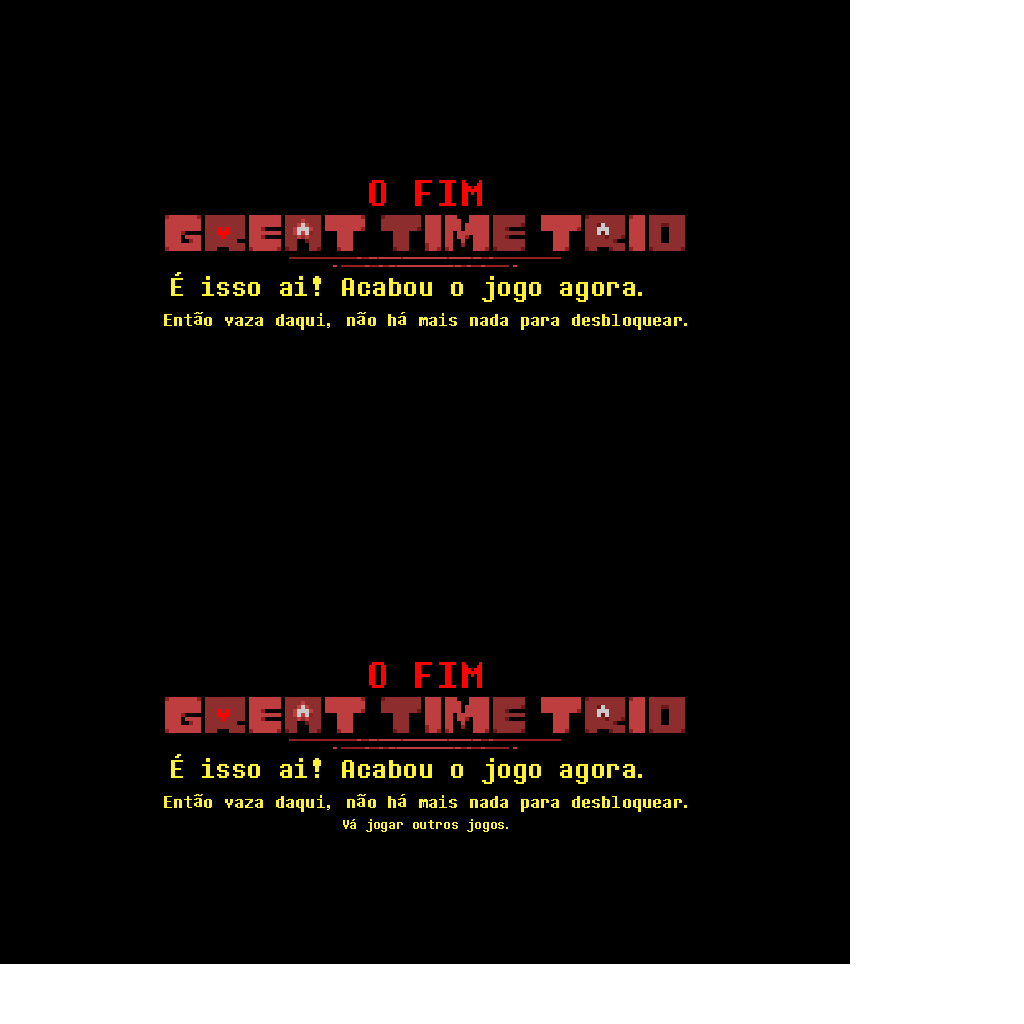 O FIM
GREAT TIME TRIO
É isso ai! Acabou o jogo agora.
Então vaza daqui, não há mais nada para desbloquear.
O FIM
GREAT TIME TRIO
É isso ai! Acabou o jogo agora.
Então vaza daqui, não há mais nada para desbloquear.
Vá jogar outros jogos.